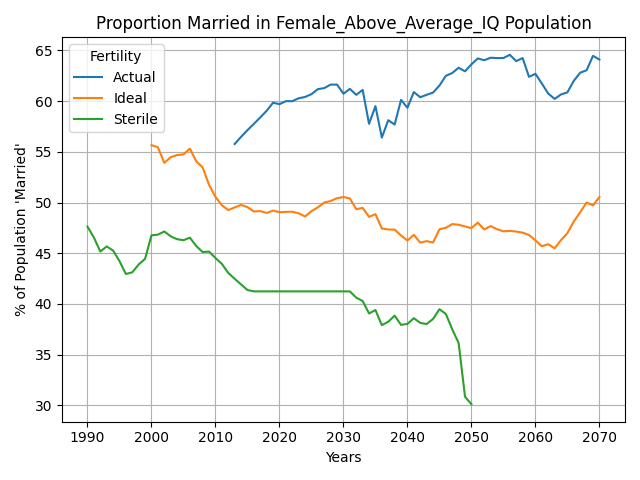 Proportion Married in Female_Above_Average_IQ Population
% of Population 'Married'
65
60
55
50
45
40
35
30
Fertility
Actual
Ideal
Sterile
1990 2000 2010 2020 2030 2040 2050 2060 2070
Years